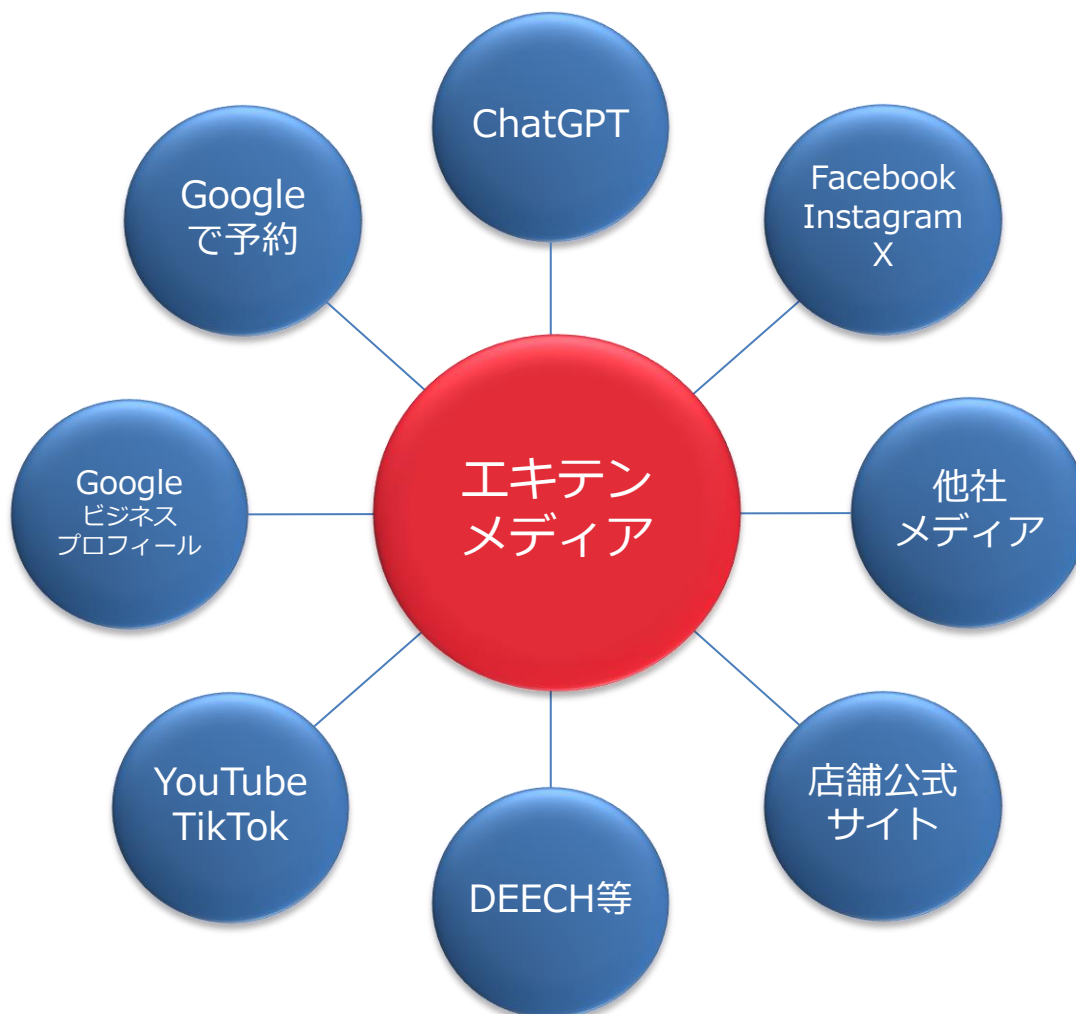 ChatGPT
Google
で予約
Facebook
Instagram
X
Google
ビジネス
プロフィール
エキテン
メディア
他社
メディア
YouTube
TikTok
店舗公式
サイト
DEECH等